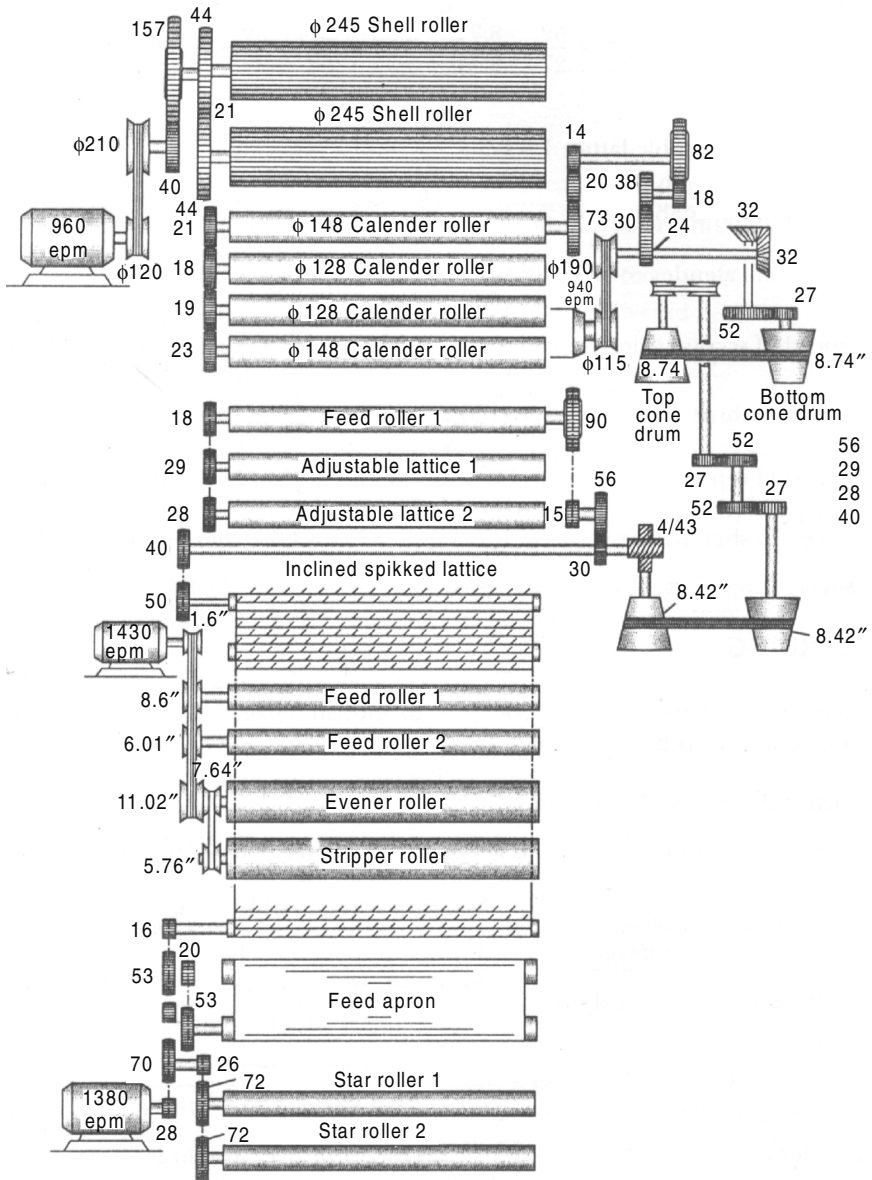 44
157
ϕ 245 Shell roller
21
ϕ 245 Shell roller
14
ϕ210
82
40
20
38
18
44
21
73
30
24
32
960
epm
ϕ 148 Calender roller
ϕ120
18
ϕ 128 Calender roller
ϕ190
940
epm
32
27
19
ϕ 128 Calender roller
52
23
ϕ 148 Calender roller
ϕ115
8.74
8.74″
Top
cone
drum
Bottom
cone drum
18
Feed roller 1
90
29
Adjustable lattice 1
52
56
27
29
56
28
Adjustable lattice 2
15
52
27
28
4/43
40
40
30
Inclined spikked lattice
50
8.42″
1.6″
1430
epm
8.42″
8.6″
Feed roller 1
6.01″
Feed roller 2
7.64″
11.02″
Evener roller
5.76″
Stripper roller
16
20
53
53
Feed apron
70
26
72
Star roller 1
1380
epm
28
72
Star roller 2